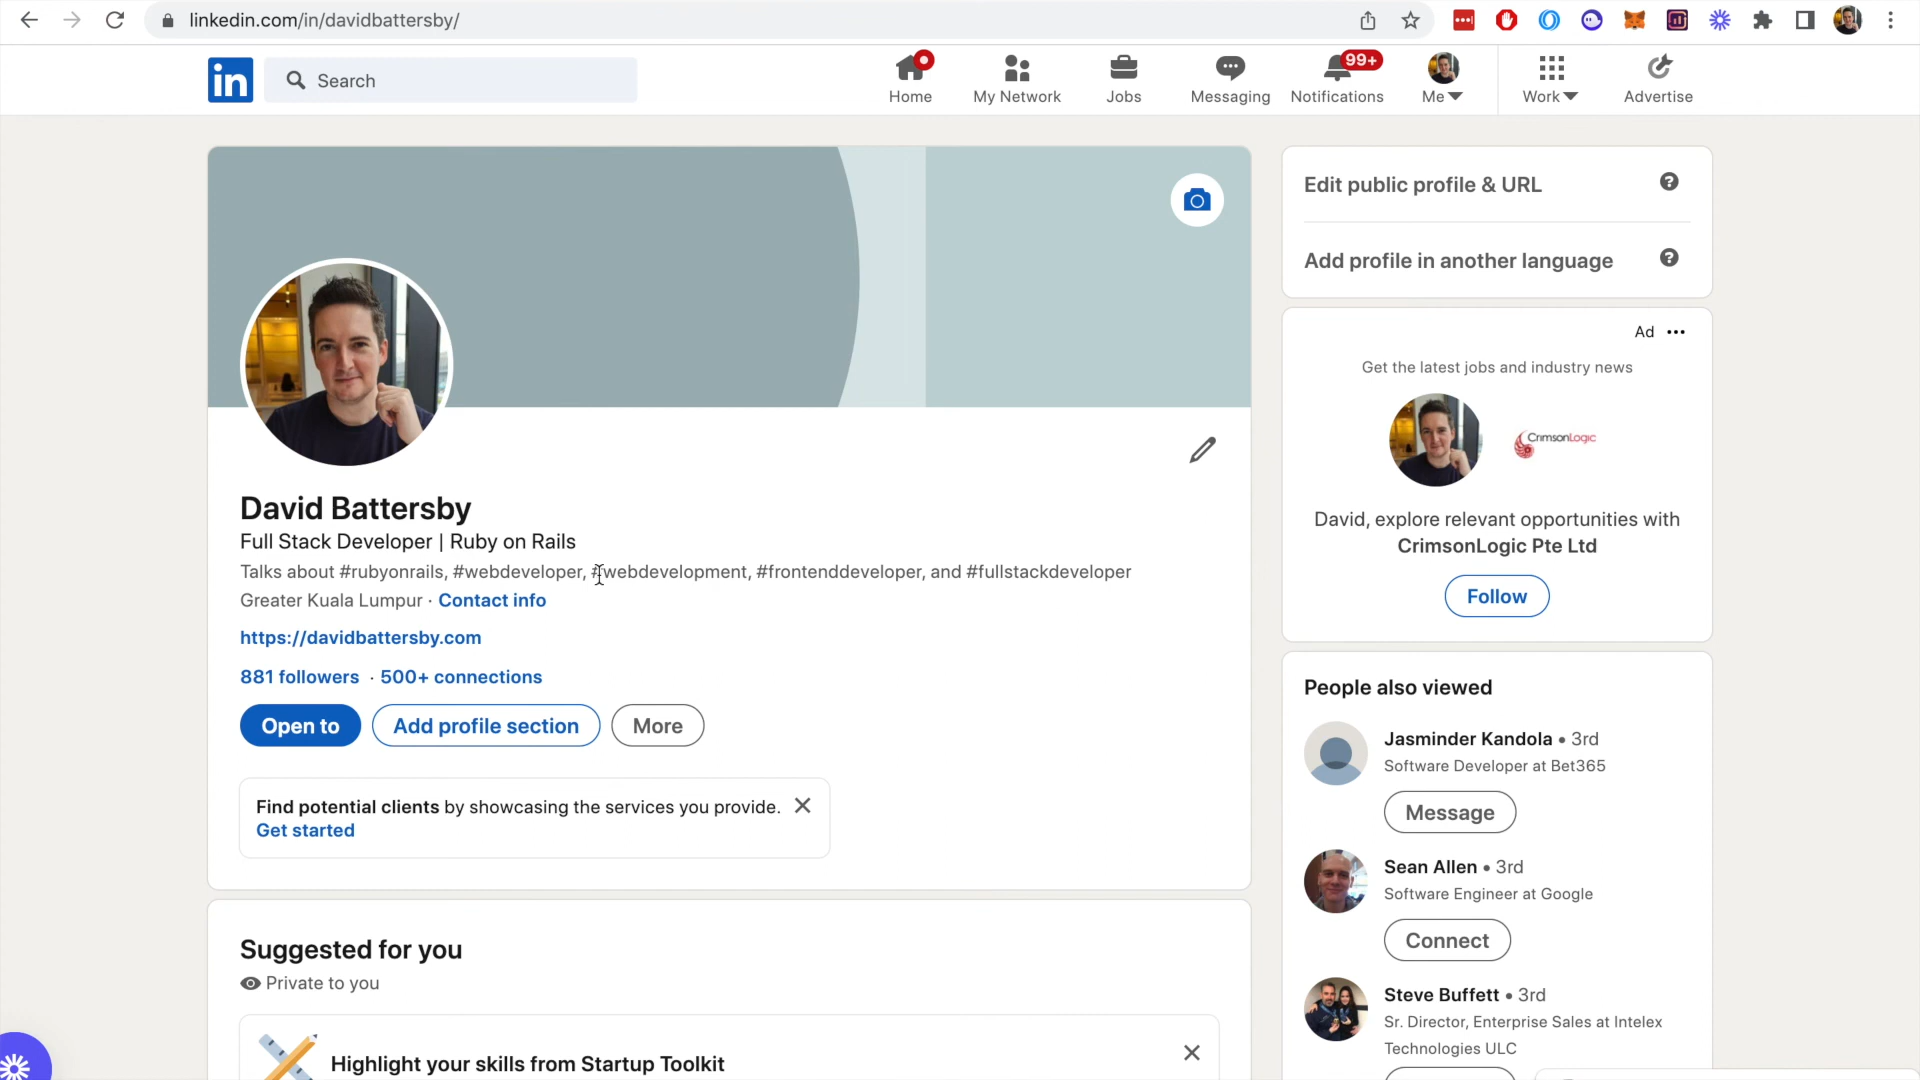 linkedin.com/in/davidbattersby/
in
Search
Home
My Network
Jobs
Messaging
99+
Notifications
Me
Work
Advertise
David Battersby
Full Stack Developer | Ruby on Rails
Talks about #rubyonrails, #webdeveloper, #webdevelopment, #frontenddeveloper, and #fullstackdeveloper
Greater Kuala Lumpur · Contact info
https://davidbattersby.com
881 followers · 500+ connections
Open to
Add profile section
More
Find potential clients by showcasing the services you provide.
Get started
Suggested for you
Private to you
Highlight your skills from Startup Toolkit
Edit public profile & URL
Add profile in another language
Ad
Get the latest jobs and industry news
CrimsonLogic
David, explore relevant opportunities with
CrimsonLogic Pte Ltd
Follow
People also viewed
Jasminder Kandola • 3rd
Software Developer at Bet365
Message
Sean Allen • 3rd
Software Engineer at Google
Connect
Steve Buffett • 3rd
Sr. Director, Enterprise Sales at Intelex
Technologies ULC